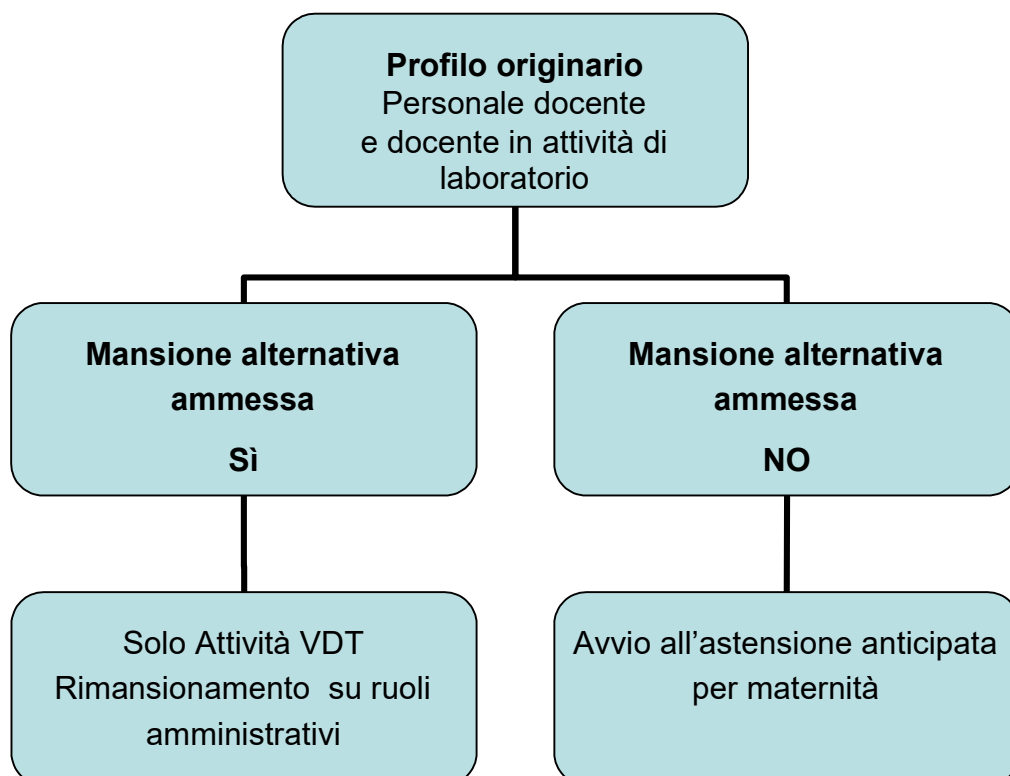 Profilo originario
Personale docente
e docente in attività di
laboratorio
Mansione alternativa
ammessa
Sì
Mansione alternativa
ammessa
NO
Solo Attività VDT
Rimansionamento su ruoli
amministrativi
Avvio all'astensione anticipata
per maternità